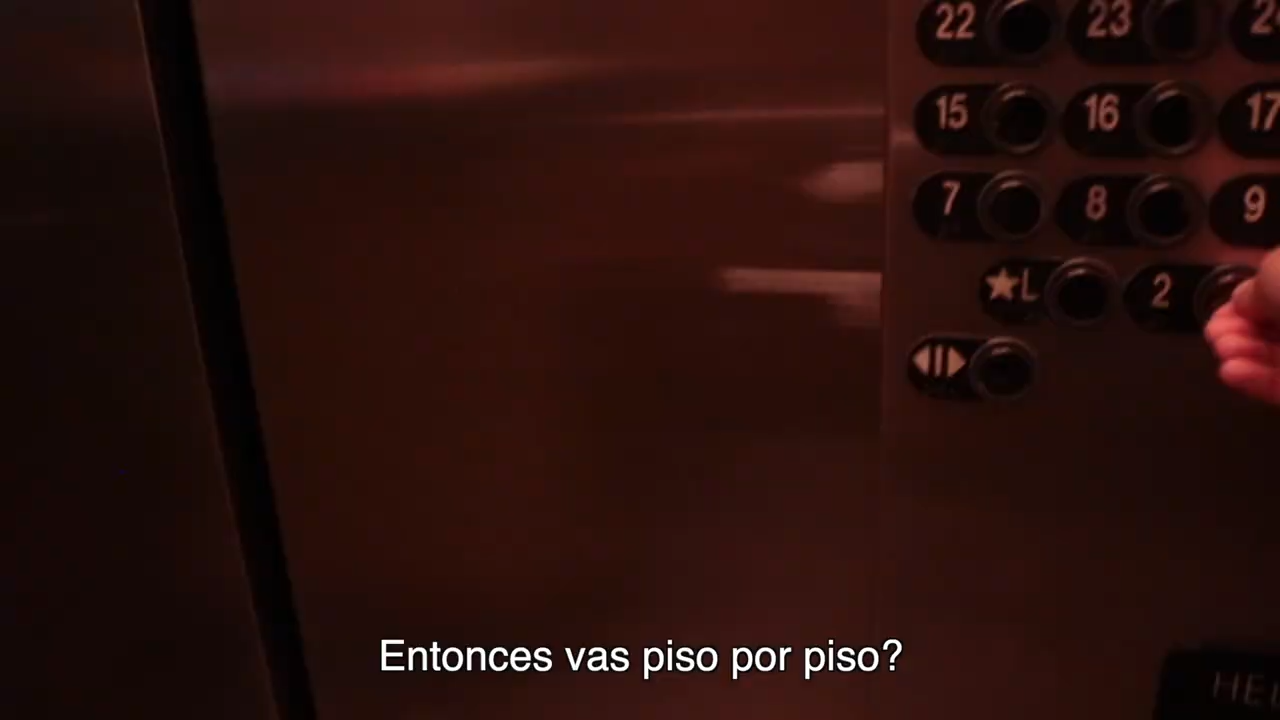 22 23
15 16 17
7 8 9
★L 2
Entonces vas piso por piso?